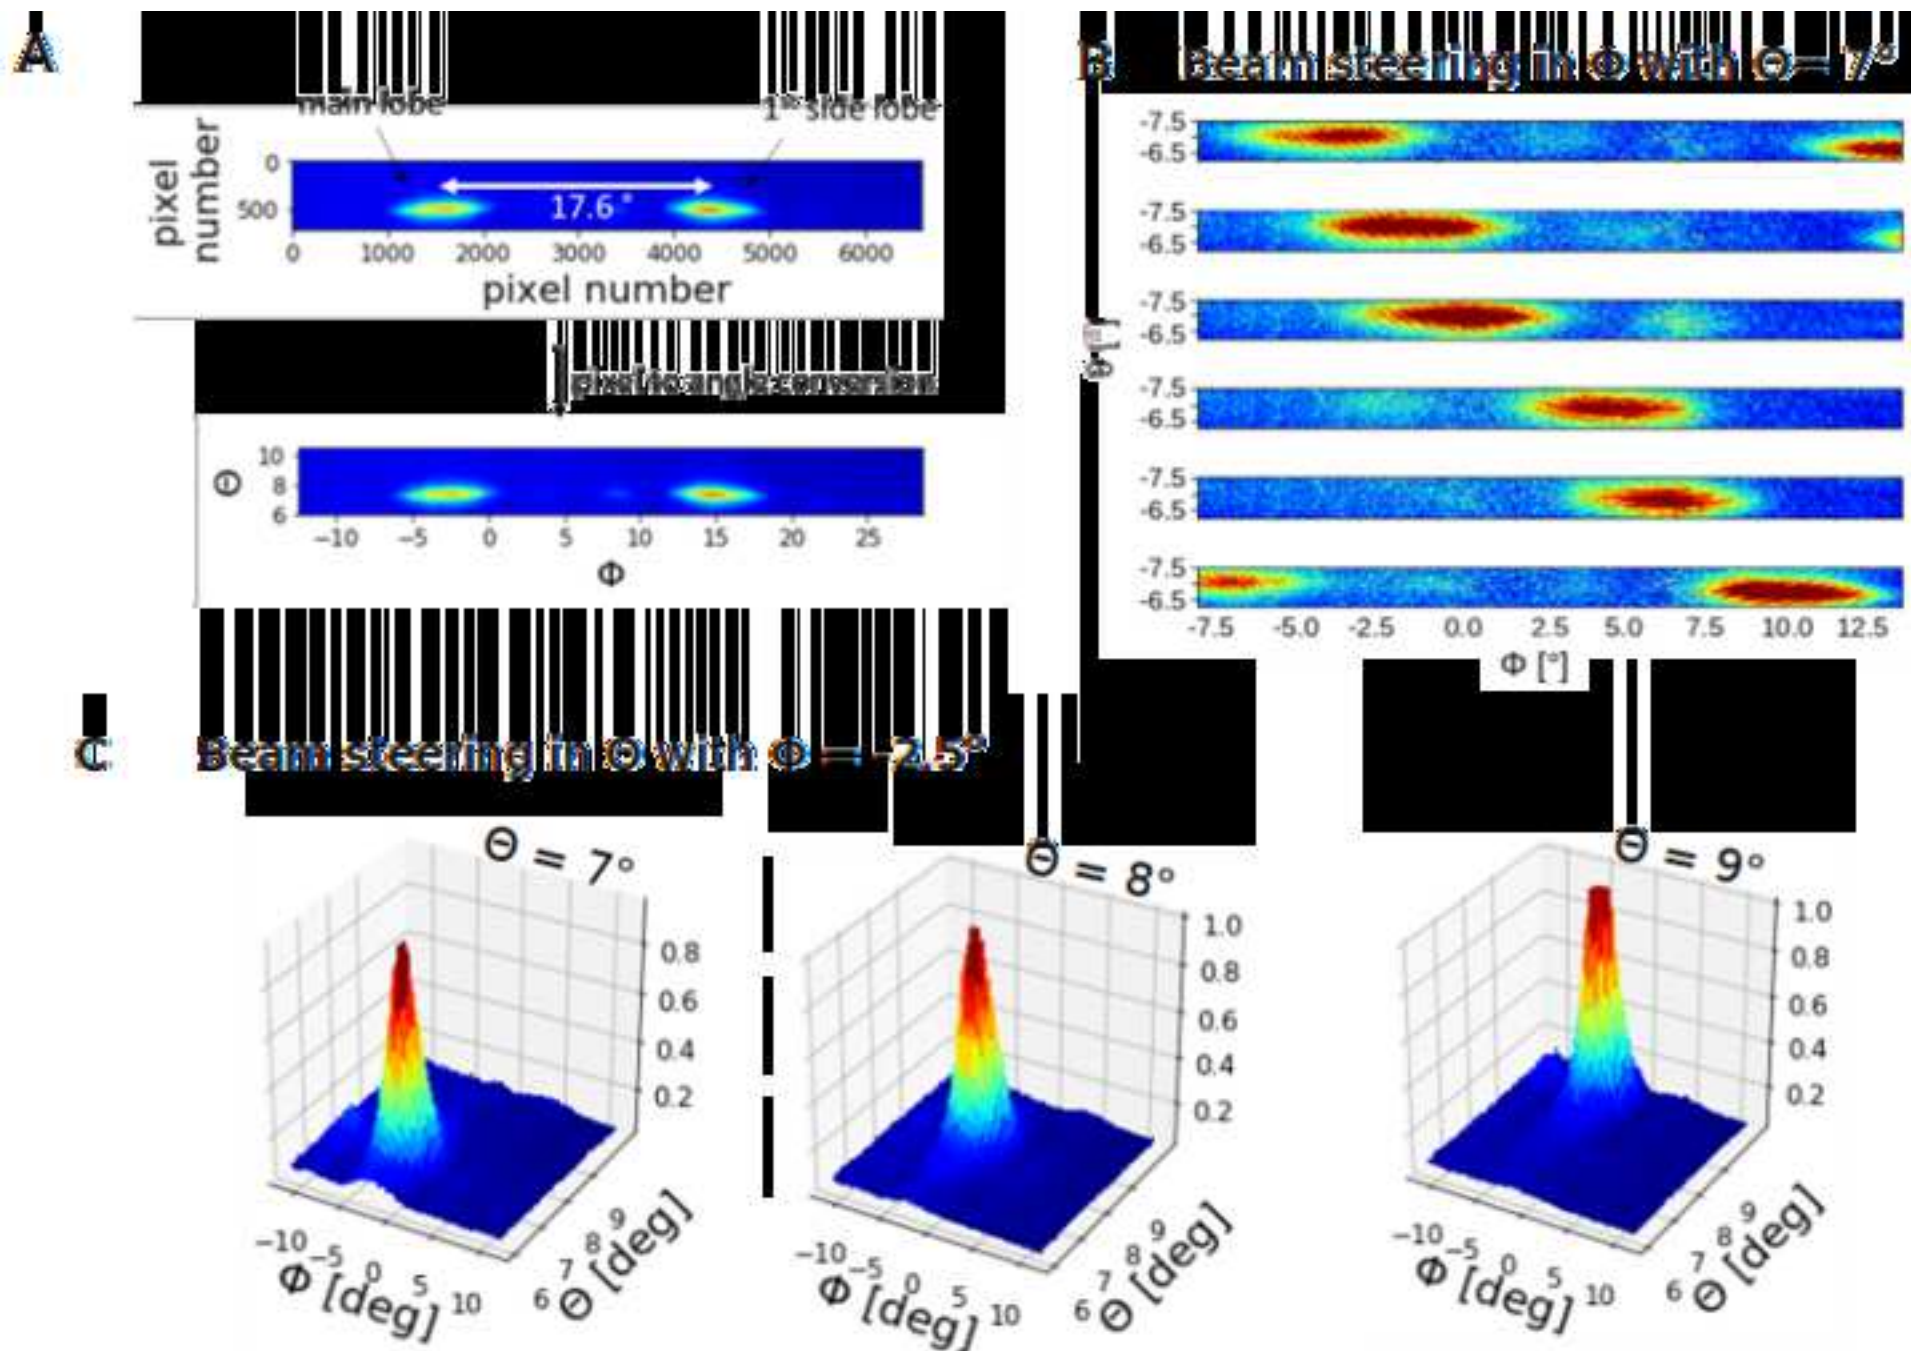 A
main lobe
1st side lobe
pixel
number
0
500
17.6 °
0 1000 2000 3000 4000 5000 6000
pixel number
pixel to angle conversion
Θ
10
8
6
−10 −5 0 5 10 15 20 25
Φ
B Beam steering in Φ with Θ= 7°
-7.5
-6.5
-7.5
-6.5
-7.5
-6.5
-7.5
-6.5
-7.5
-6.5
-7.5
-6.5
-7.5 -5.0 -2.5 0.0 2.5 5.0 7.5 10.0 12.5
Φ [°]
C Beam steering in Θ with Φ = -2.5°
Θ = 7°
0.8
0.6
0.4
0.2
−10 −5 0 5 10
Φ [deg]
6 7 8 9
Θ [deg]
Θ = 8°
1.0
0.8
0.6
0.4
0.2
−10 −5 0 5 10
Φ [deg]
6 7 8 9
Θ [deg]
Θ = 9°
1.0
0.8
0.6
0.4
0.2
−10 −5 0 5 10
Φ [deg]
6 7 8 9
Θ [deg]